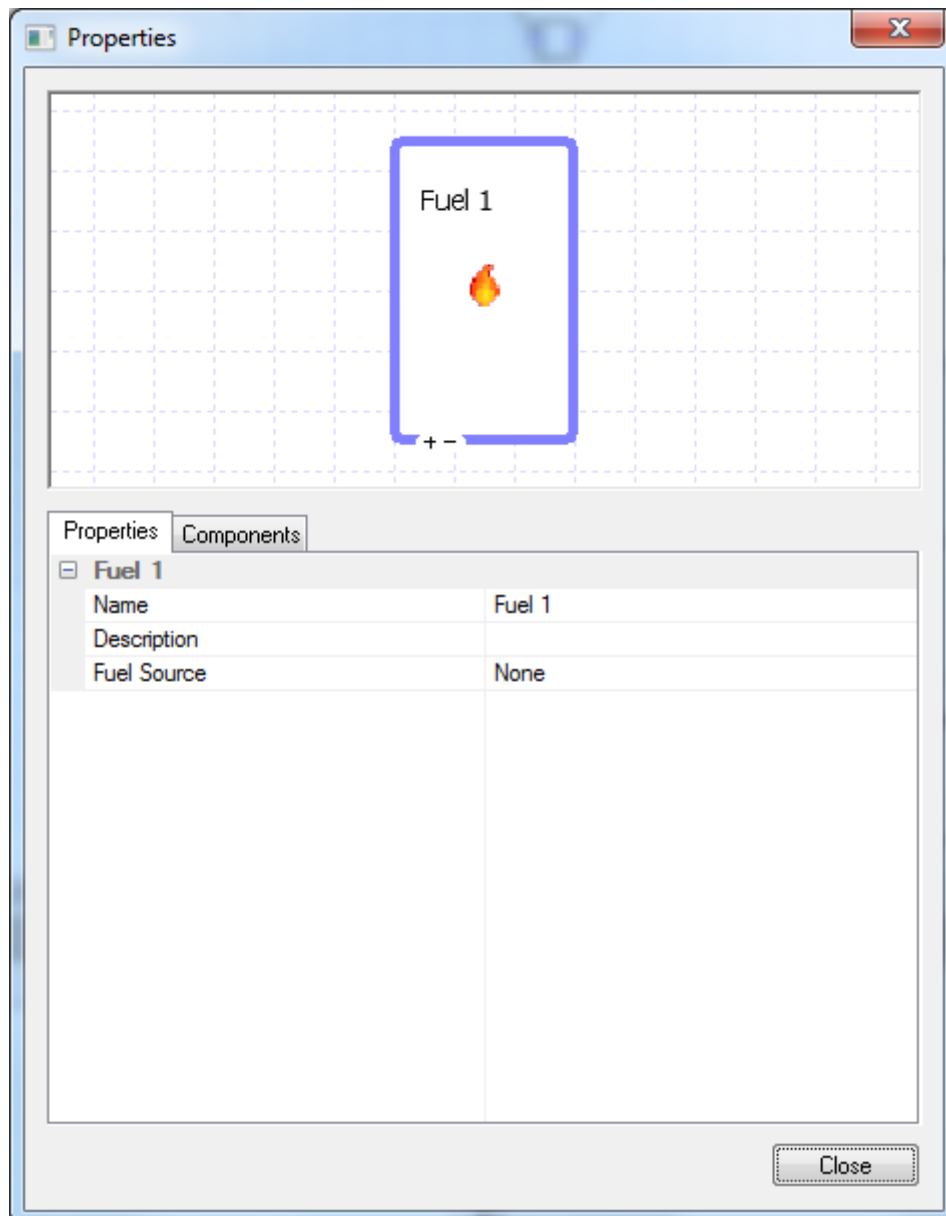 Properties
Fuel 1
+ −
Properties Components
Fuel 1
Name Fuel 1
Description
Fuel Source None
Close